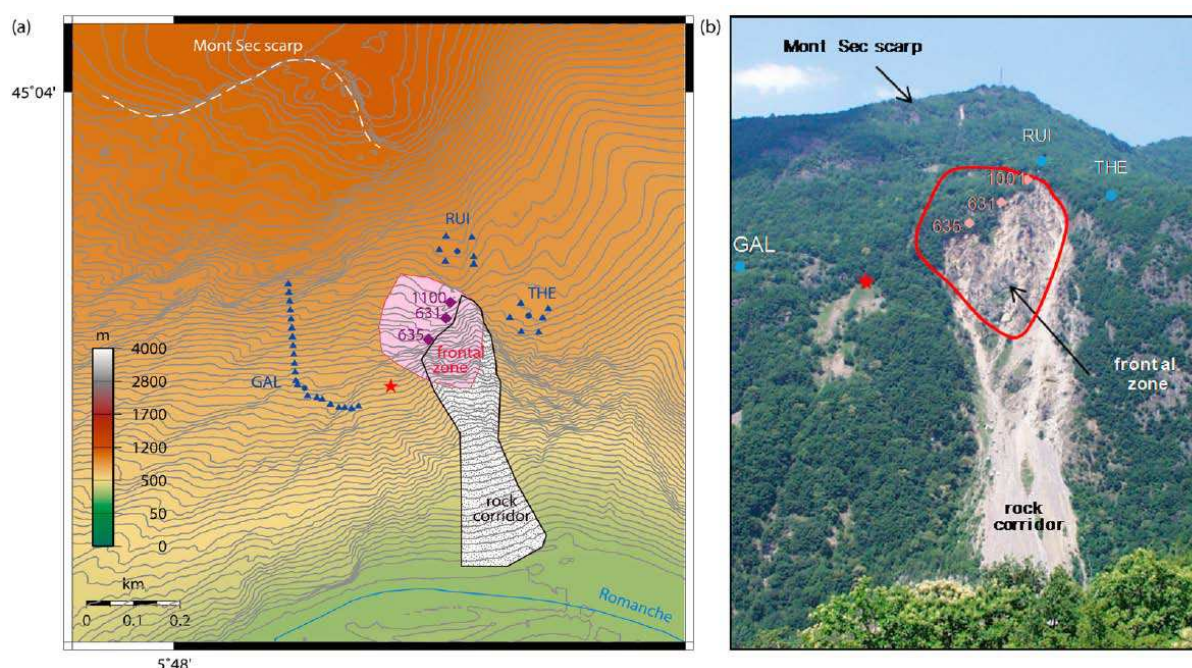 (a)
Mont Sec scarp
45°04'
RUI
THE
1100
631
635
frontal
zone
GAL
m
4000
2800
1700
1200
500
50
0
rock
corridor
km
0 0.1 0.2
Romanche
5°48'
(b)
Mont Sec scarp
RUI
THE
1001
631
635
GAL
frontal
zone
rock
corridor